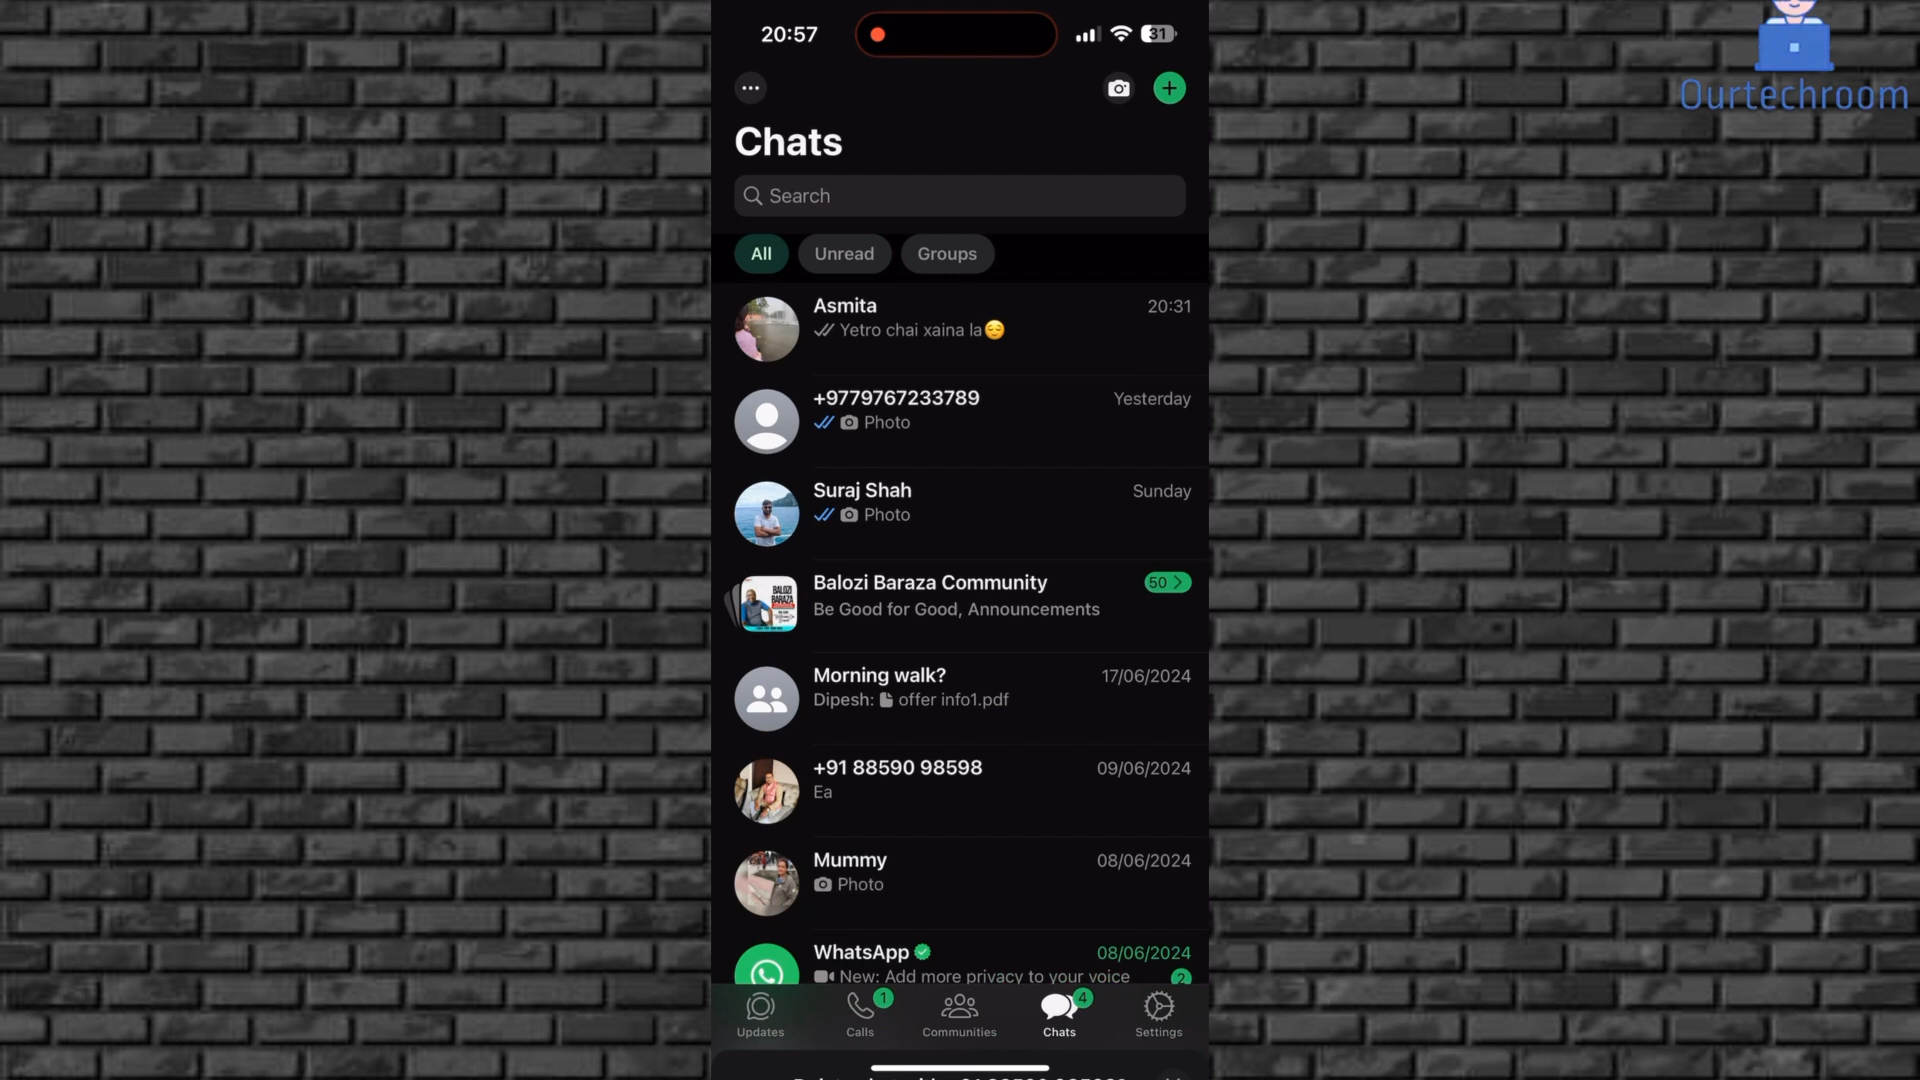 20:57
31
Ourtechroom
Chats
Search
All
Unread
Groups
Asmita
20:31
Yetro chai xaina la😌
+9779767233789
Yesterday
Photo
Suraj Shah
Sunday
Photo
BALOZI
BARAZA
Balozi Baraza Community
50
Be Good for Good, Announcements
Morning walk?
17/06/2024
Dipesh: offer info1.pdf
+91 88590 98598
09/06/2024
Ea
Mummy
08/06/2024
Photo
WhatsApp
08/06/2024
New: Add more privacy to your voice
2
1
4
Updates
Calls
Communities
Chats
Settings